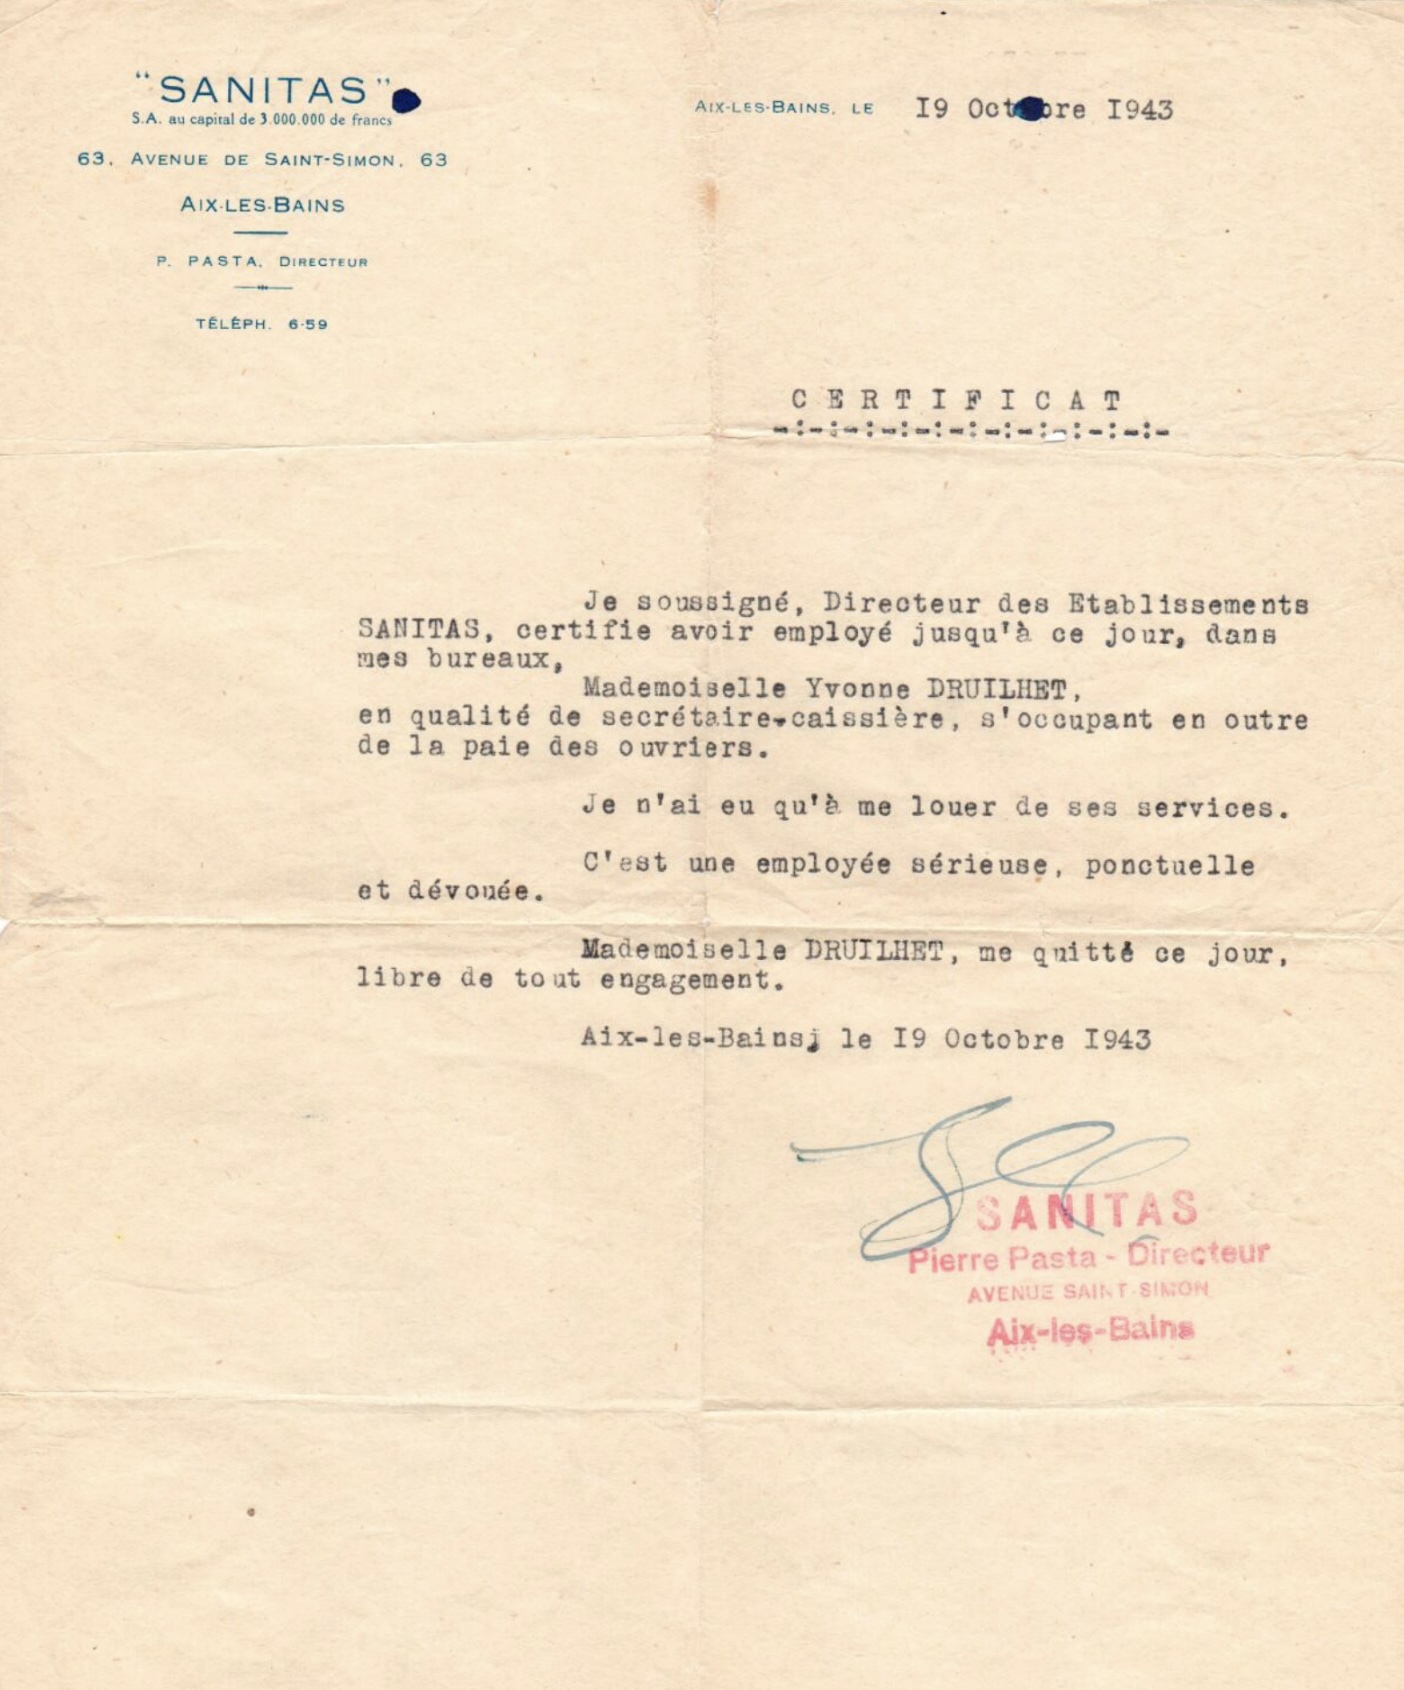 "SANITAS"
S.A. au capital de 3.000.000 de francs
63, AVENUE DE SAINT-SIMON, 63
AIX-LES-BAINS
P. PASTA, DIRECTEUR
TÉLÉPH. 6-59
AIX-LES-BAINS, LE I9 Octobre I943
C E R T I F I C A T
-:-:-:-:-:-:-:-:-:-:-:-
Je soussigné, Directeur des Etablissements
SANITAS, certifie avoir employé jusqu'à ce jour, dans
mes bureaux,
Mademoiselle Yvonne DRUILHET,
en qualité de secrétaire-caissière, s'occupant en outre
de la paie des ouvriers.
Je n'ai eu qu'à me louer de ses services.
C'est une employée sérieuse, ponctuelle
et dévouée.
Mademoiselle DRUILHET, me quitté ce jour,
libre de tout engagement.
Aix-les-Bains, le I9 Octobre I943
SANITAS
Pierre Pasta - Directeur
AVENUE SAINT-SIMON
Aix-les-Bains